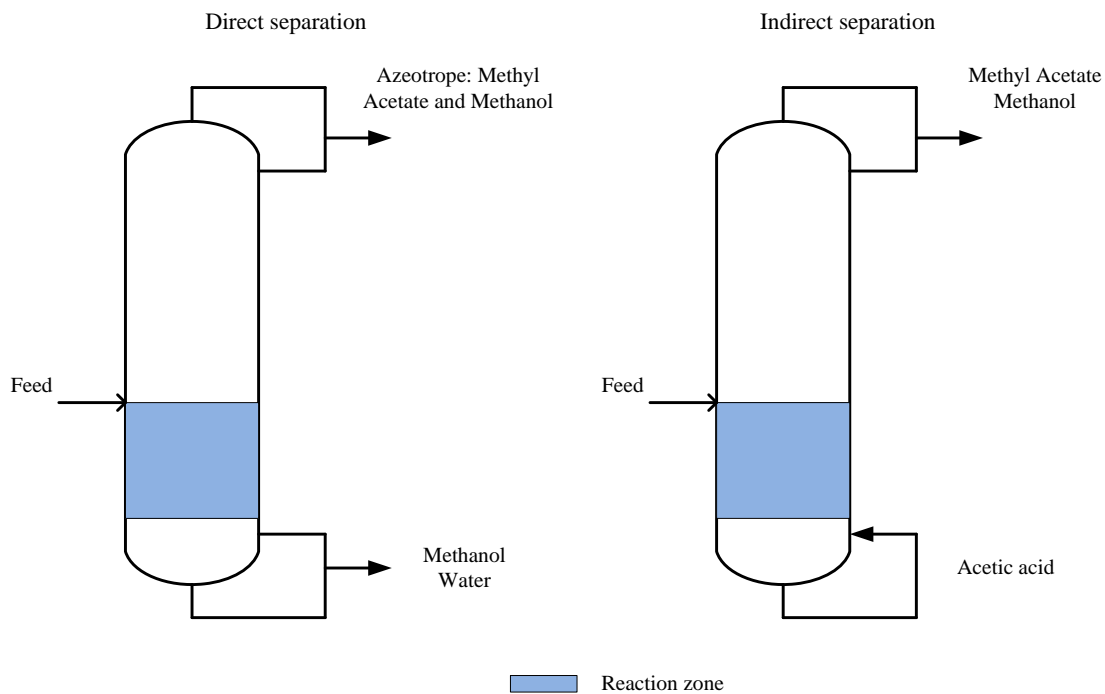 Direct separation
Indirect separation
Azeotrope: Methyl
Acetate and Methanol
Methyl Acetate
Methanol
Feed
Feed
Methanol
Water
Acetic acid
Reaction zone